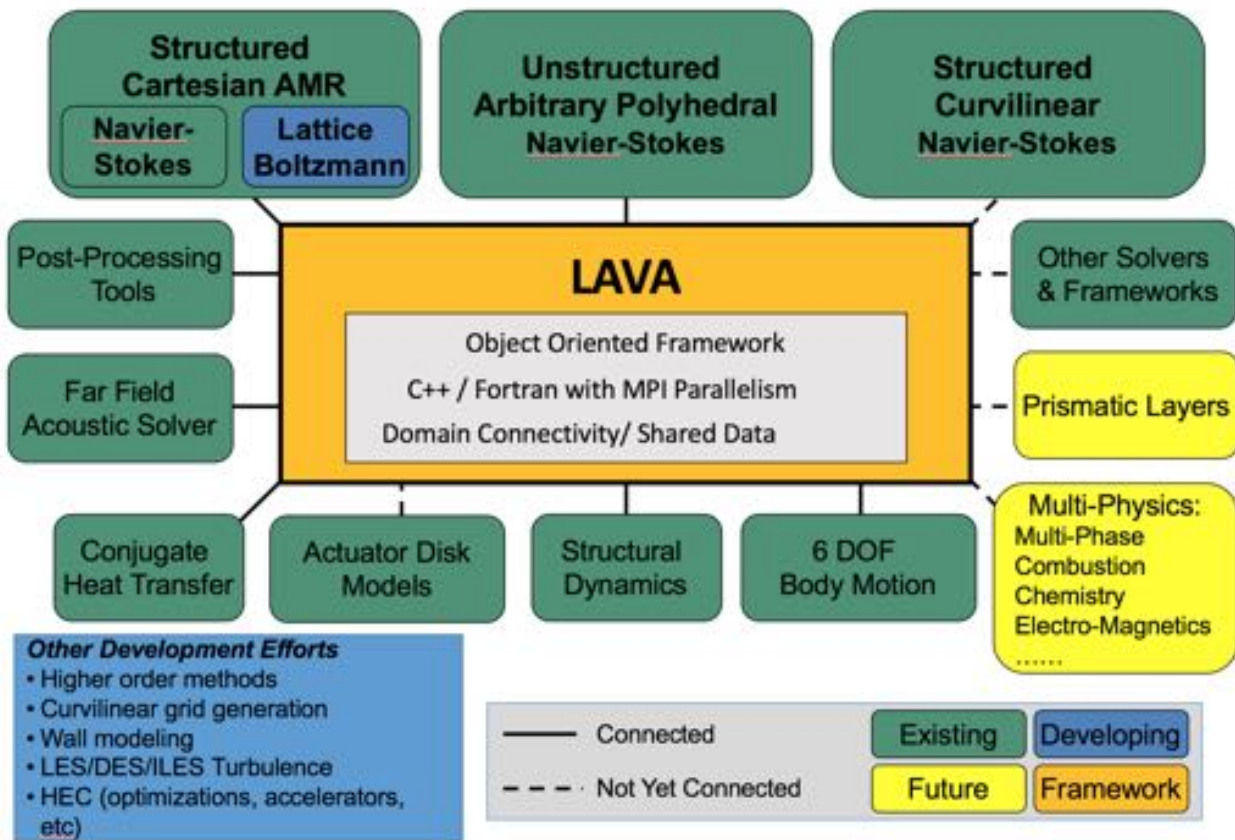 Structured
Cartesian AMR
Navier-
Stokes
Lattice
Boltzmann
Unstructured
Arbitrary Polyhedral
Navier-Stokes
Structured
Curvilinear
Navier-Stokes
Post-Processing
Tools
Far Field
Acoustic Solver
LAVA
Object Oriented Framework
C++ / Fortran with MPI Parallelism
Domain Connectivity/ Shared Data
Other Solvers
& Frameworks
Prismatic Layers
Conjugate
Heat Transfer
Actuator Disk
Models
Structural
Dynamics
6 DOF
Body Motion
Multi-Physics:
Multi-Phase
Combustion
Chemistry
Electro-Magnetics
......
Other Development Efforts
• Higher order methods
• Curvilinear grid generation
• Wall modeling
• LES/DES/ILES Turbulence
• HEC (optimizations, accelerators,
etc)
Connected
Not Yet Connected
Existing
Developing
Future
Framework